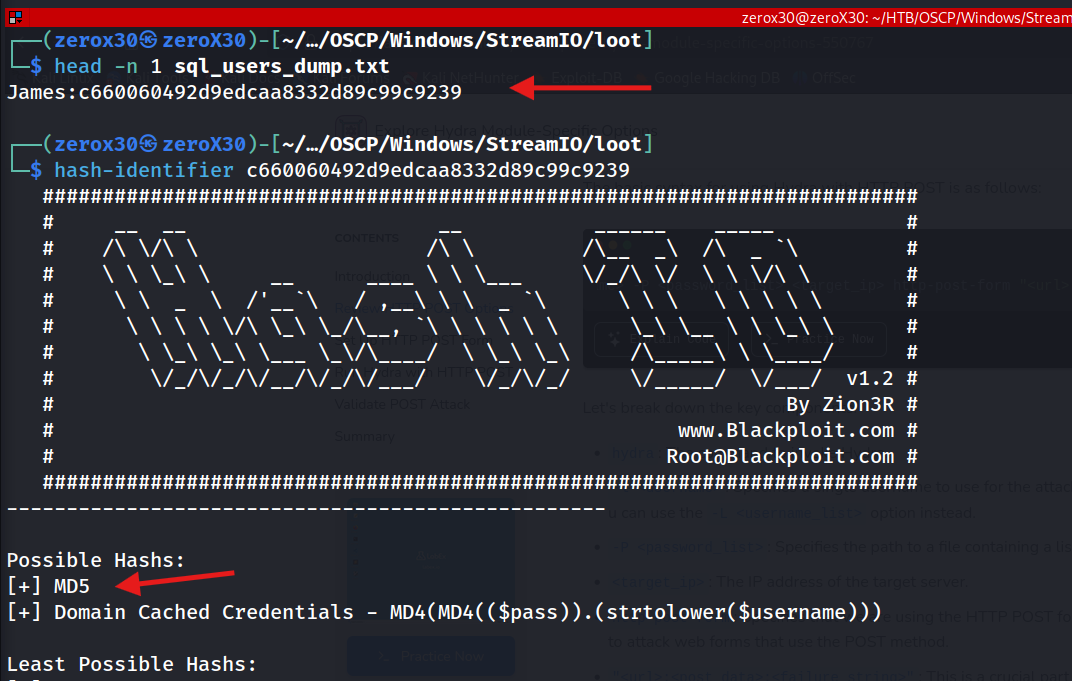 zerox30@zeroX30: ~/HTB/OSCP/Windows/Stream
┌──(zerox30㉿zeroX30)-[~/…/OSCP/Windows/StreamIO/loot]
└─$ head -n 1 sql_users_dump.txt
James:c660060492d9edcaa8332d89c99c9239
┌──(zerox30㉿zeroX30)-[~/…/OSCP/Windows/StreamIO/loot]
└─$ hash-identifier c660060492d9edcaa8332d89c99c9239
#########################################################################
v1.2 #
By Zion3R #
www.Blackploit.com #
Root@Blackploit.com #
#########################################################################
--------------------------------------------------
Possible Hashs:
[+] MD5
[+] Domain Cached Credentials - MD4(MD4(($pass)).(strtolower($username)))
Least Possible Hashs: